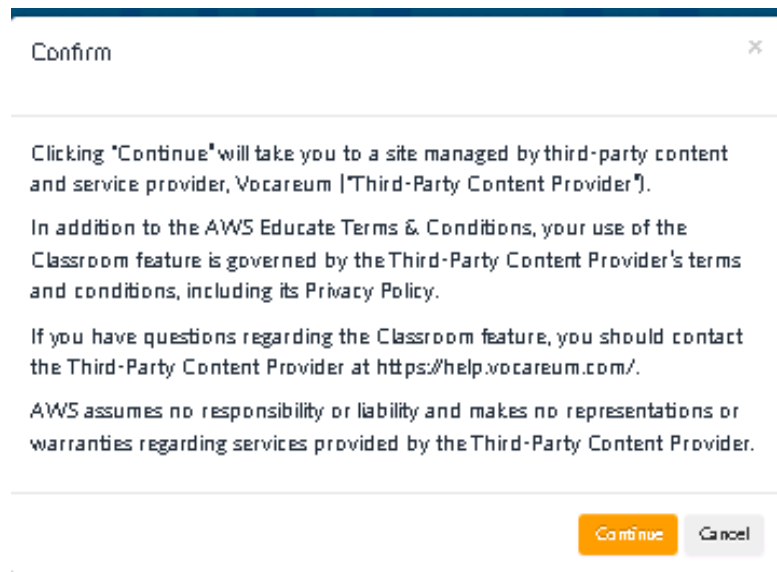 Confirm
×
Clicking "Continue" will take you to a site managed by third-party content
and service provider, Vocareum ("Third-Party Content Provider").
In addition to the AWS Educate Terms & Conditions, your use of the
Classroom feature is governed by the Third-Party Content Provider's terms
and conditions, including its Privacy Policy.
If you have questions regarding the Classroom feature, you should contact
the Third-Party Content Provider at https://help.vocareum.com/.
AWS assumes no responsibility or liability and makes no representations or
warranties regarding services provided by the Third-Party Content Provider.
Continue Cancel